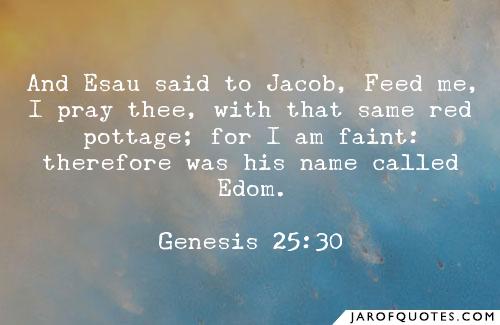 And Esau said to Jacob, Feed me,
I pray thee, with that same red
pottage; for I am faint:
therefore was his name called
Edom.
Genesis 25:30
JAROFQUOTES.COM